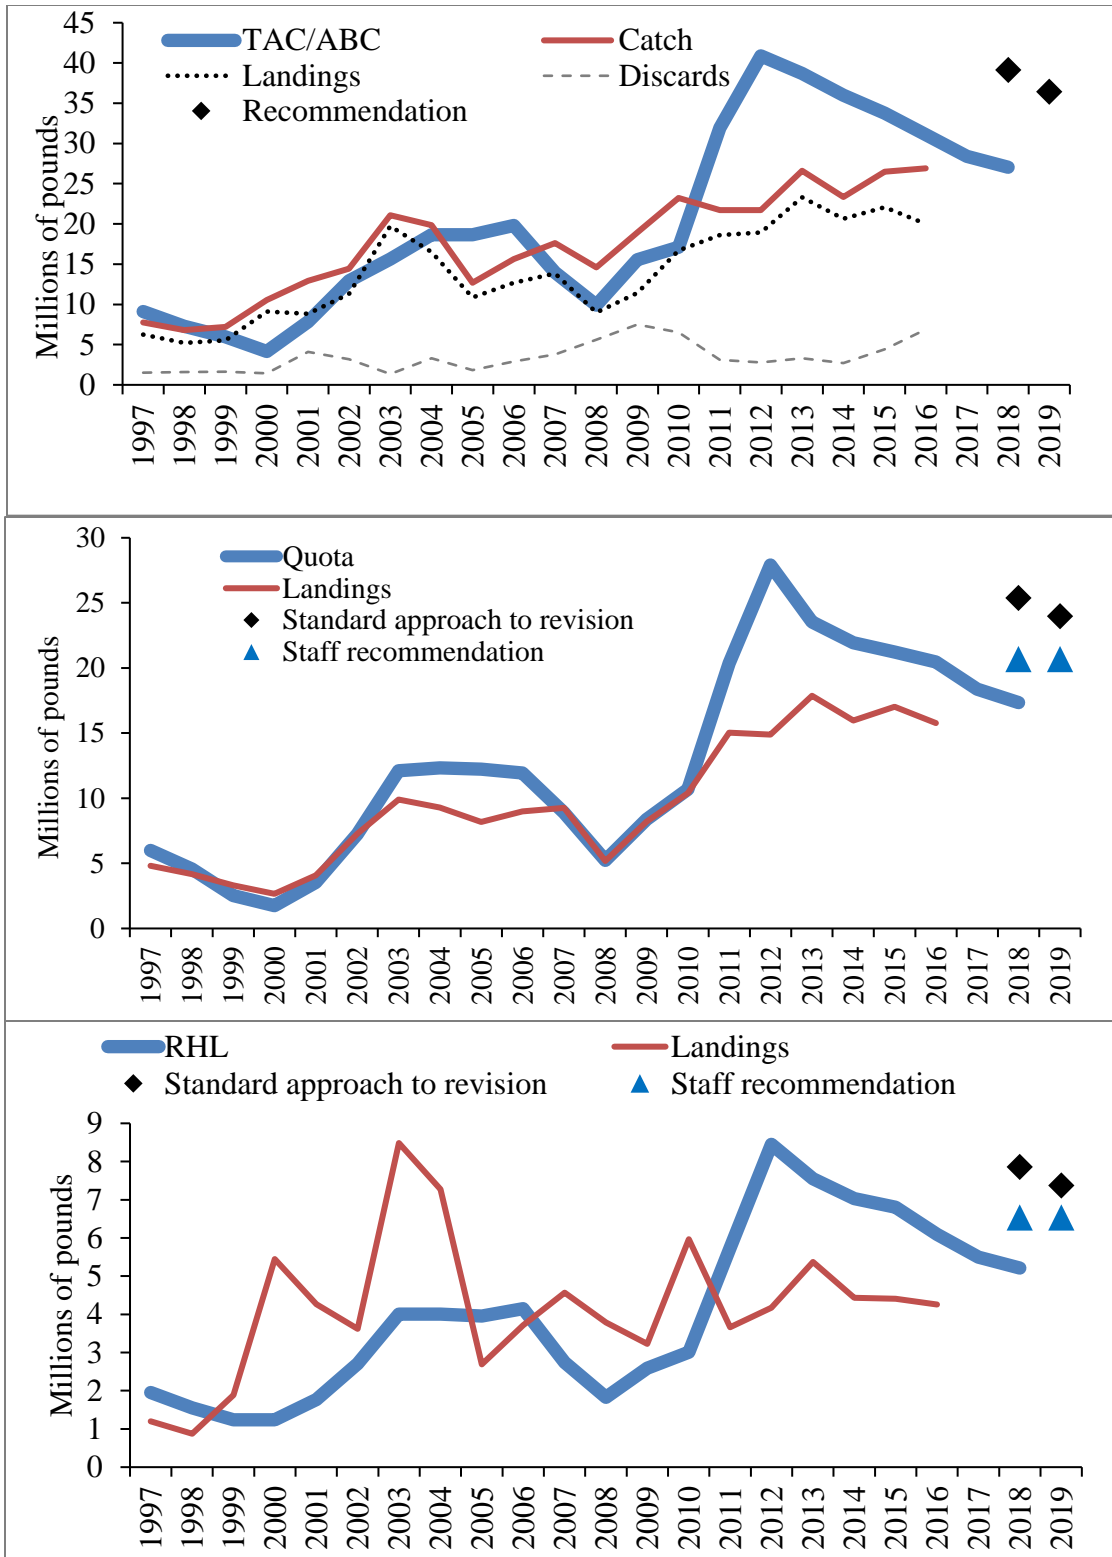 TAC/ABC Catch
Landings Discards
Recommendation
Millions of pounds
45
40
35
30
25
20
15
10
5
0
1997 1998 1999 2000 2001 2002 2003 2004 2005 2006 2007 2008 2009 2010 2011 2012 2013 2014 2015 2016 2017 2018 2019
Quota
Landings
Standard approach to revision
Staff recommendation
Millions of pounds
30
25
20
15
10
5
0
1997 1998 1999 2000 2001 2002 2003 2004 2005 2006 2007 2008 2009 2010 2011 2012 2013 2014 2015 2016 2017 2018 2019
RHL Landings
Standard approach to revision Staff recommendation
Millions of pounds
9
8
7
6
5
4
3
2
1
0
1997 1998 1999 2000 2001 2002 2003 2004 2005 2006 2007 2008 2009 2010 2011 2012 2013 2014 2015 2016 2017 2018 2019